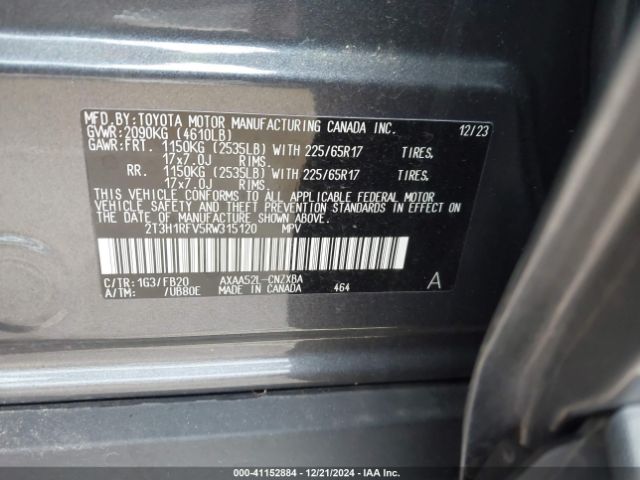 MFD.BY:TOYOTA MOTOR MANUFACTURING CANADA INC. 12/23
GVWR:2090KG (4610LB)
GAWR:FRT. 1150KG (2535LB) WITH 225/65R17 TIRES,
17x7.0J RIMS.
RR. 1150KG (2535LB) WITH 225/65R17 TIRES,
17x7.0J RIMS.
THIS VEHICLE CONFORMS TO ALL APPLICABLE FEDERAL MOTOR
VEHICLE SAFETY AND THEFT PREVENTION STANDARDS IN EFFECT ON
THE DATE OF MANUFACTURE SHOWN ABOVE.
2T3H1RFV5RW315120 MPV
C/TR:1G3/FB20 AXAA52L-CNZXBA A
A/TM: /UB80E MADE IN CANADA 464
000-41152884 | 12/21/2024 - IAA Inc.